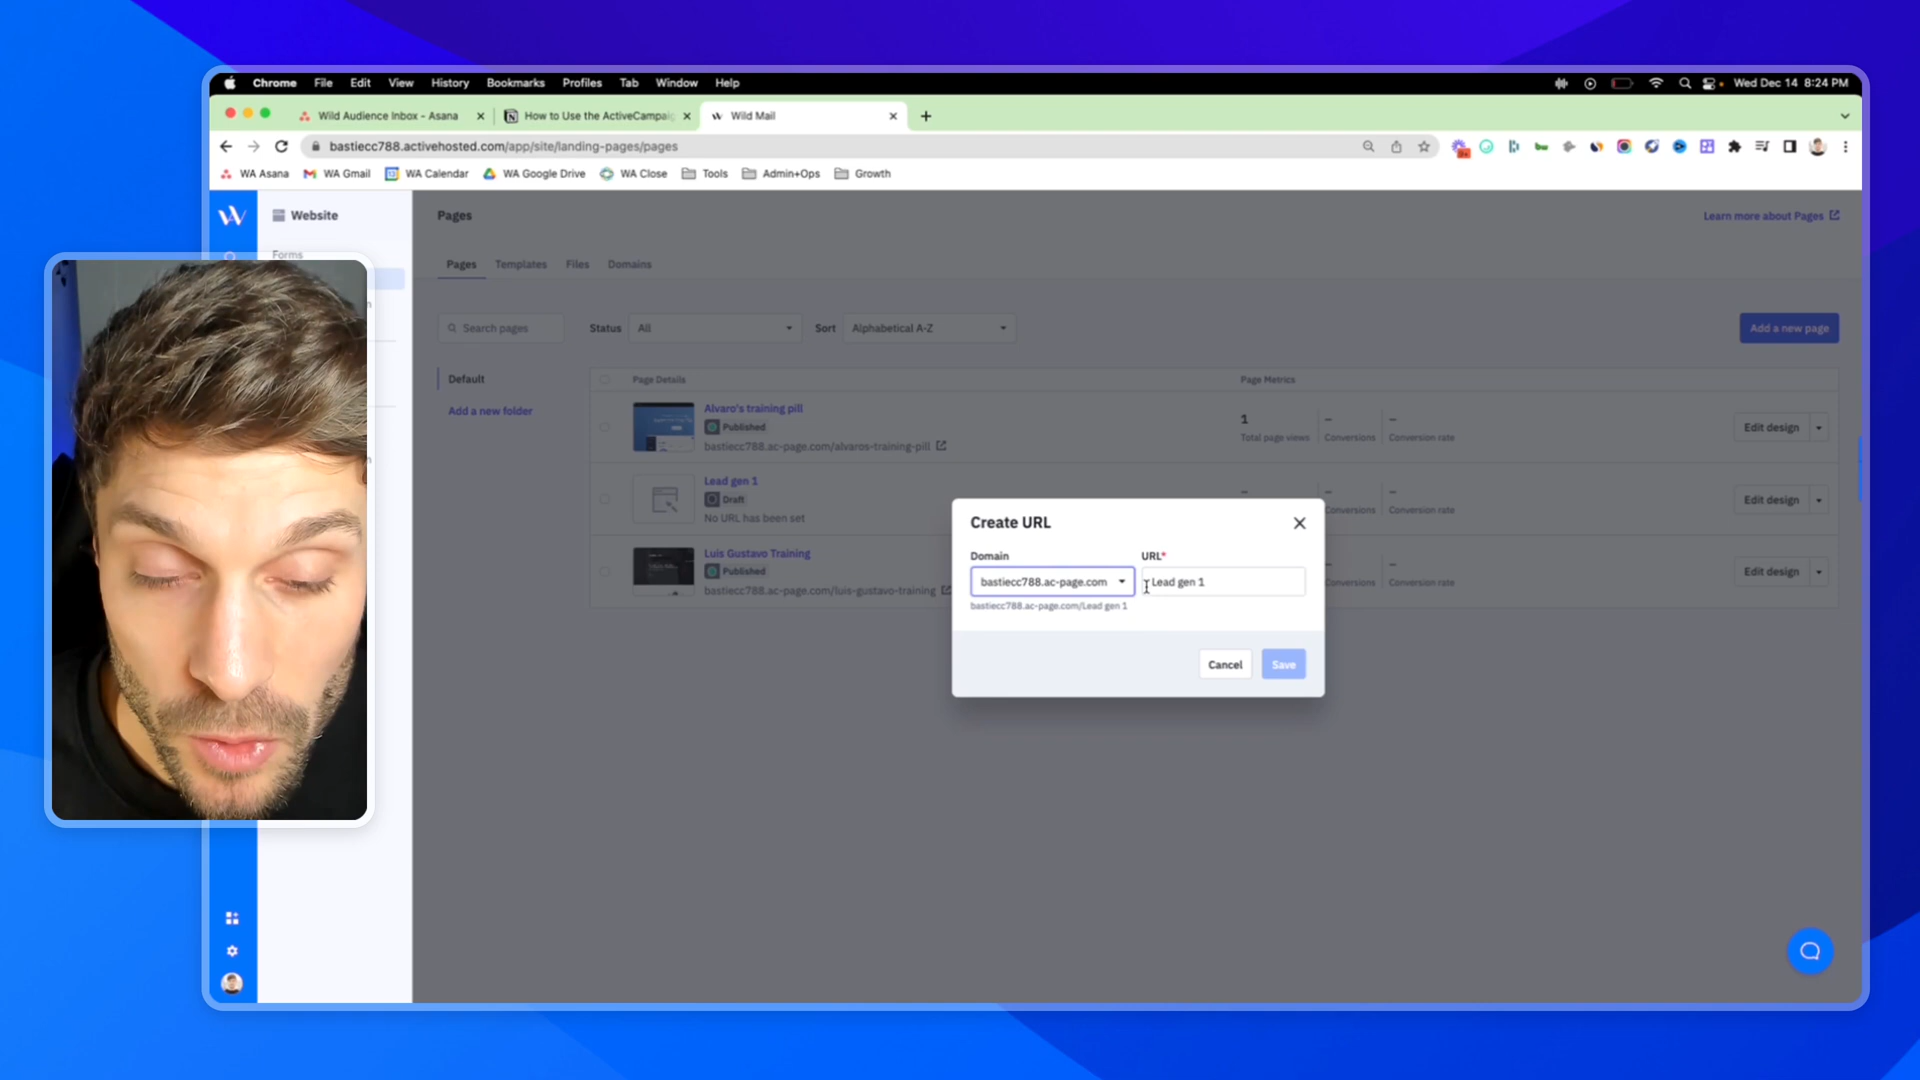 Chrome File Edit View History Bookmarks Profiles Tab Window Help Wed Dec 14 8:24 PM
Wild Audience Inbox - Asana How to Use the ActiveCampaig Wild Mail
bastiecc788.activehosted.com/app/site/landing-pages/pages
WA Asana WA Gmail WA Calendar WA Google Drive WA Close Tools Admin+Ops Growth
Website Pages Learn more about Pages
Forms
Pages Templates Files Domains
Search pages Status All Sort Alphabetical A-Z Add a new page
Default Page Details Page Metrics
Add a new folder
Alvaro's training pill
Published
bastiecc788.ac-page.com/alvaros-training-pill
1 – –
Total page views Conversions Conversion rate
Edit design
Lead gen 1
Draft
No URL has been set
– – –
Conversions Conversion rate
Edit design
Luis Gustavo Training
Published
bastiecc788.ac-page.com/luis-gustavo-training
– –
Conversions Conversion rate
Edit design
Create URL
Domain URL*
bastiecc788.ac-page.com Lead gen 1
bastiecc788.ac-page.com/Lead gen 1
Cancel Save